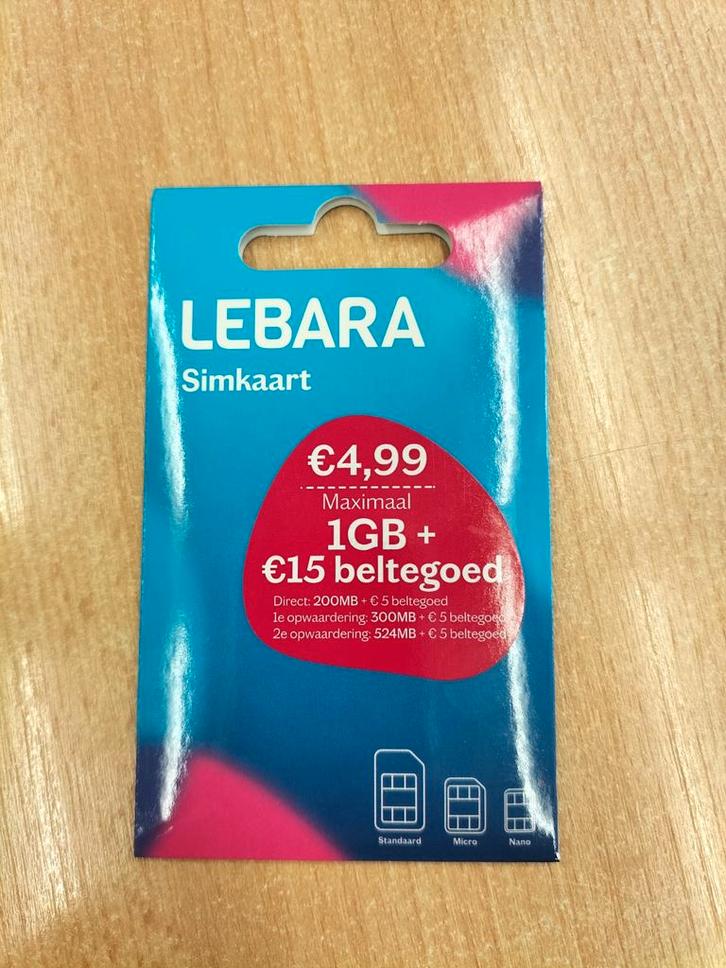 LEBARA
Simkaart
€4,99
Maximaal
1GB +
€15 beltegoed
Direct: 200MB + € 5 beltegoed
1e opwaardering: 300MB + € 5 beltegoed
2e opwaardering: 524MB + € 5 beltegoed
Standaard Micro Nano